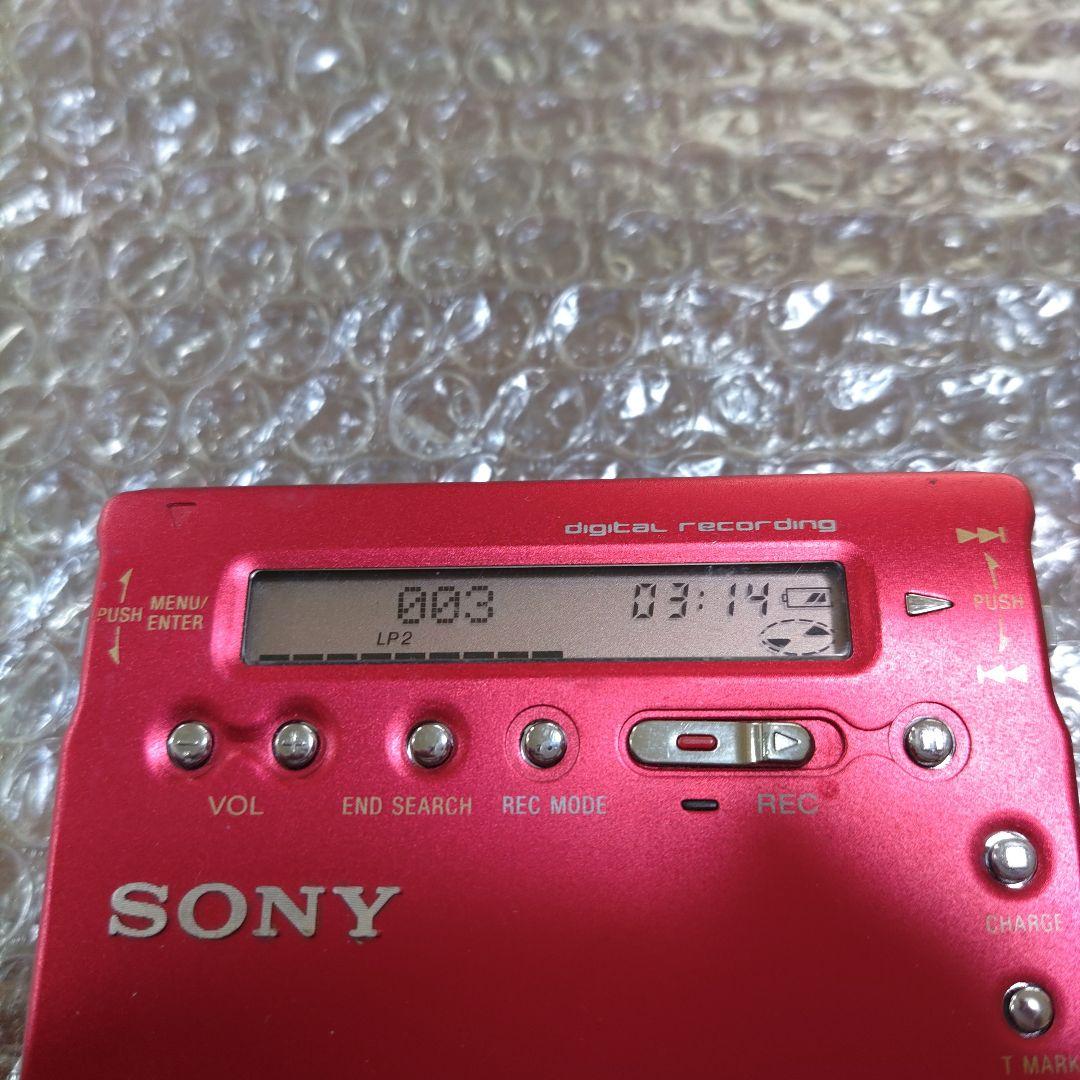 digital recording
PUSH
MENU/
ENTER
003
03:14
LP2
PUSH
VOL
END SEARCH
REC MODE
REC
SONY
CHARGE
T MARK